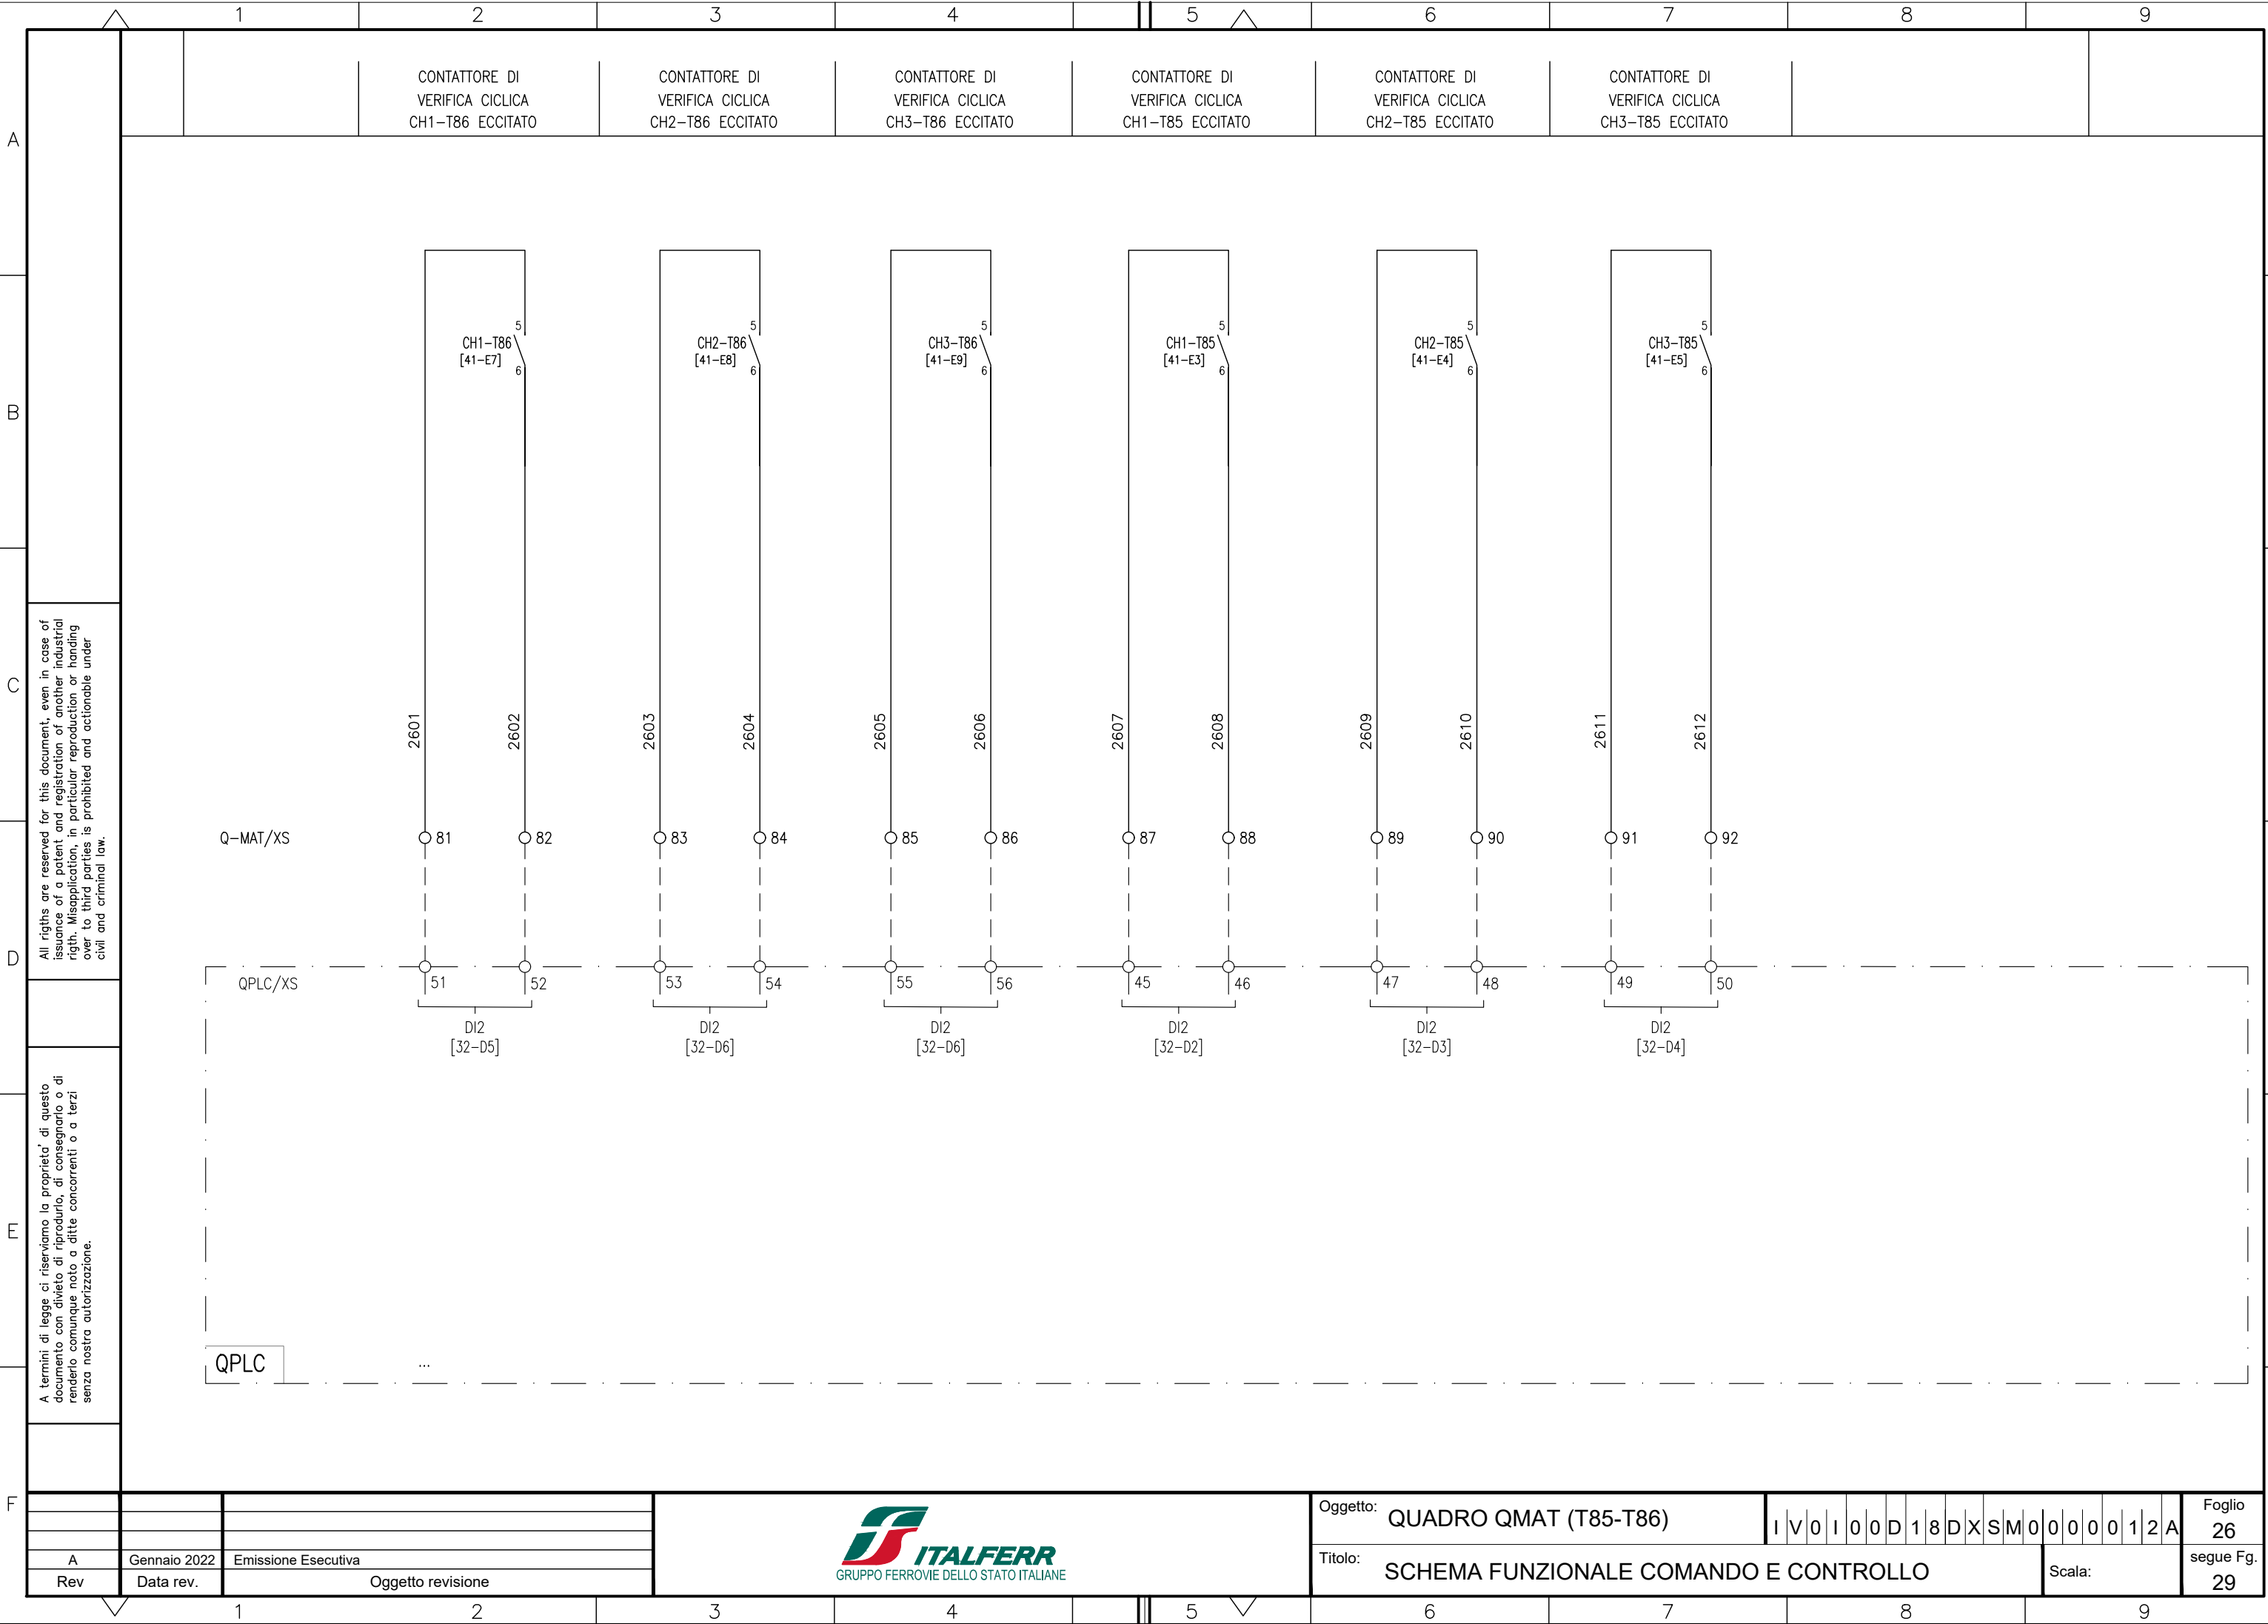 1 2 3 4 5 6 7 8 9
CONTATTORE DI
VERIFICA CICLICA
CH1-T86 ECCITATO
CONTATTORE DI
VERIFICA CICLICA
CH2-T86 ECCITATO
CONTATTORE DI
VERIFICA CICLICA
CH3-T86 ECCITATO
CONTATTORE DI
VERIFICA CICLICA
CH1-T85 ECCITATO
CONTATTORE DI
VERIFICA CICLICA
CH2-T85 ECCITATO
CONTATTORE DI
VERIFICA CICLICA
CH3-T85 ECCITATO
A
B
C
D
E
F
5
CH1-T86
[41-E7]
6
5
CH2-T86
[41-E8]
6
5
CH3-T86
[41-E9]
6
5
CH1-T85
[41-E3]
6
5
CH2-T85
[41-E4]
6
5
CH3-T85
[41-E5]
6
2601 2602 2603 2604 2605 2606 2607 2608 2609 2610 2611 2612
Q-MAT/XS 81 82 83 84 85 86 87 88 89 90 91 92
QPLC/XS 51 52 53 54 55 56 45 46 47 48 49 50
DI2 DI2 DI2 DI2 DI2 DI2
[32-D5] [32-D6] [32-D6] [32-D2] [32-D3] [32-D4]
QPLC ...
All rigths are reserved for this document, even in case of
issuance of a patent and registration of another industrial
rigth. Misapplication, in particular reproduction or handing
over to third parties is prohibited and actionable under
civil and criminal law.
A termini di legge ci riserviamo la proprieta' di questo
documento con divieto di riprodurlo, di consegnarlo o di
renderlo comunque noto a ditte concorrenti o a terzi
senza nostra autorizzazione.
A Gennaio 2022 Emissione Esecutiva
Rev Data rev. Oggetto revisione
ITALFERR
GRUPPO FERROVIE DELLO STATO ITALIANE
Oggetto: QUADRO QMAT (T85-T86)
IV0I00D18DXSM0000012A
Foglio
26
Titolo: SCHEMA FUNZIONALE COMANDO E CONTROLLO
Scala:
segue Fg.
29
1 2 3 4 5 6 7 8 9